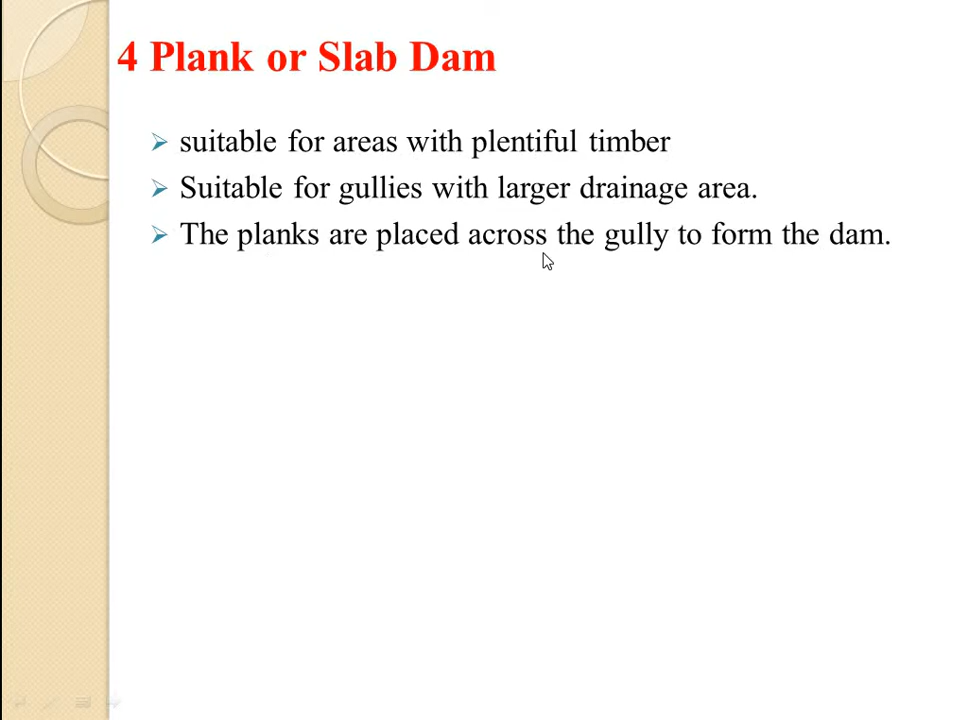 4 Plank or Slab Dam
suitable for areas with plentiful timber
Suitable for gullies with larger drainage area.
The planks are placed across the gully to form the dam.